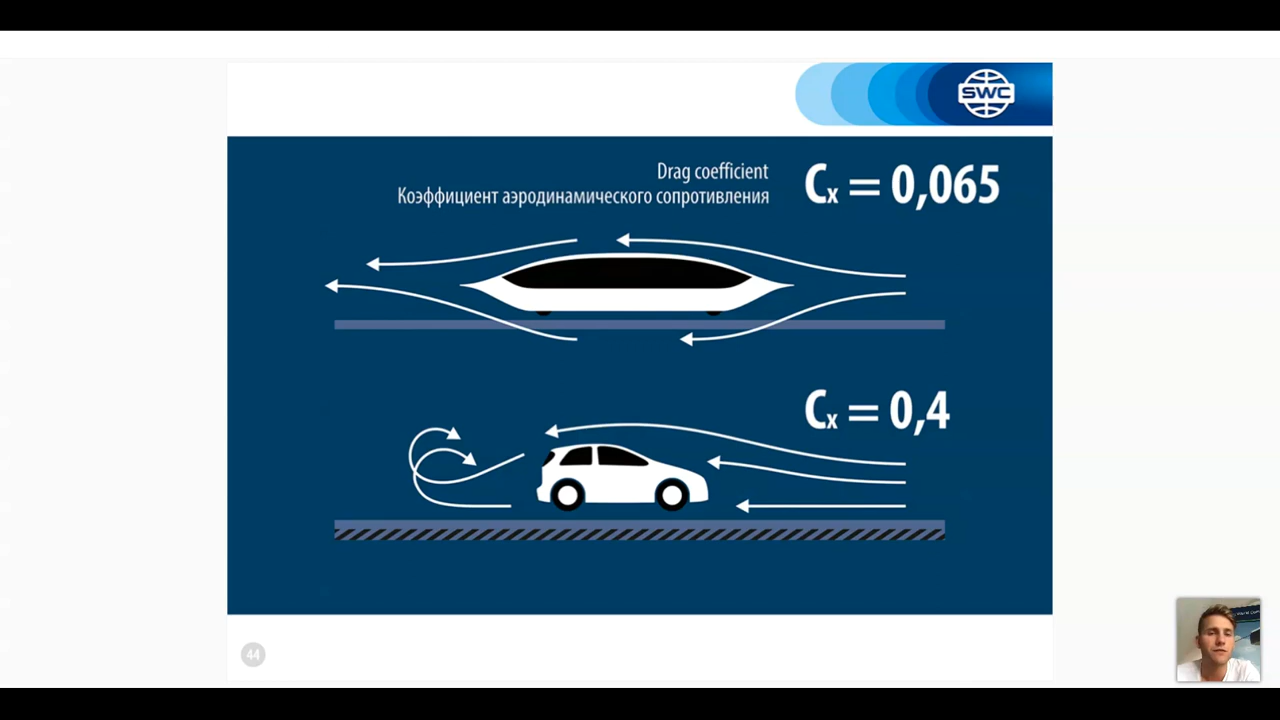 SWC
Drag coefficient
Коэффициент аэродинамического сопротивления
Cx = 0,065
Cx = 0,4
44